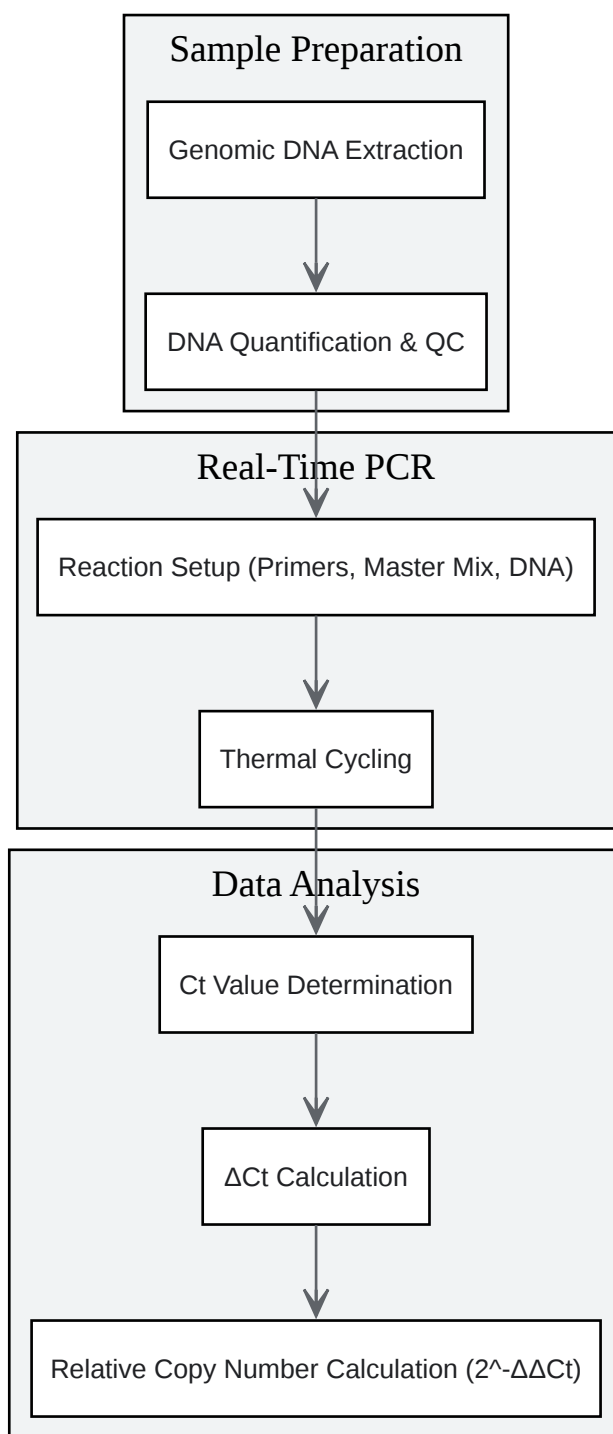 Sample Preparation
Genomic DNA Extraction
DNA Quantification & QC
Real-Time PCR
Reaction Setup (Primers, Master Mix, DNA)
Thermal Cycling
Data Analysis
Ct Value Determination
ΔCt Calculation
Relative Copy Number Calculation (2^-ΔΔCt)